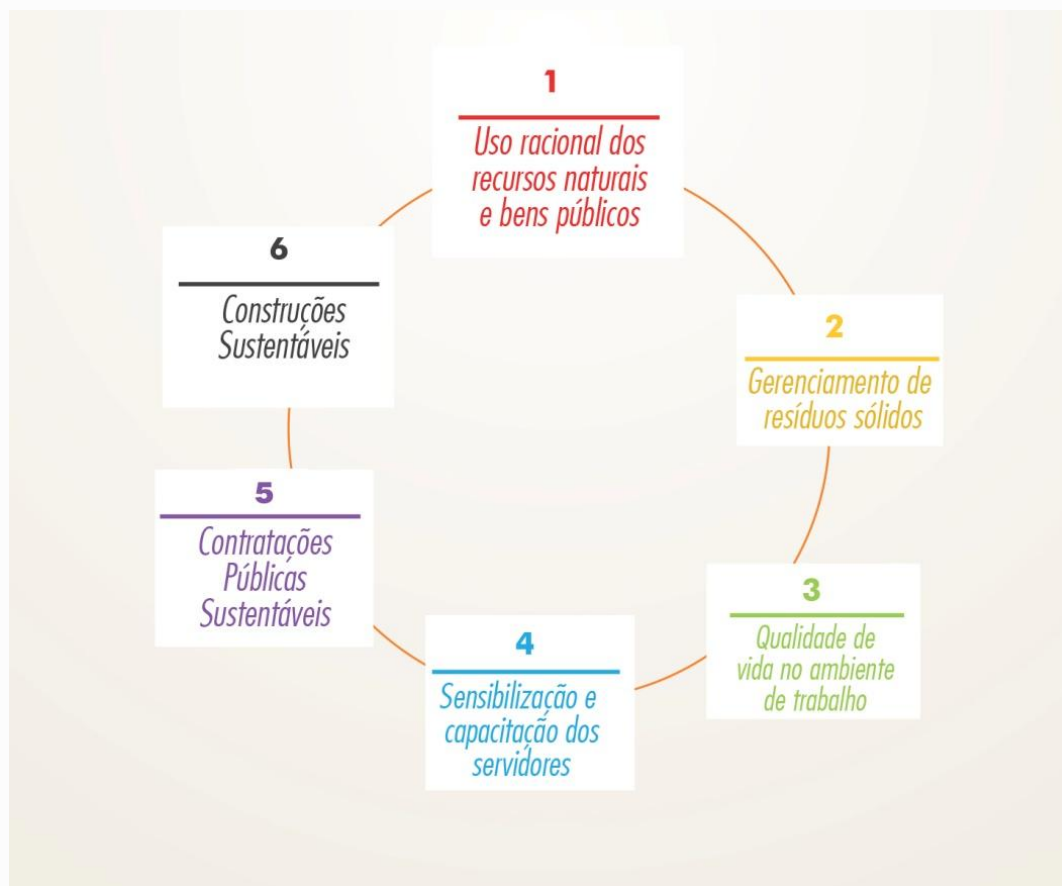 1
Uso racional dos
recursos naturais
e bens públicos
2
Gerenciamento de
resíduos sólidos
3
Qualidade de
vida no ambiente
de trabalho
4
Sensibilização e
capacitação dos
servidores
5
Contratações
Públicas
Sustentáveis
6
Construções
Sustentáveis